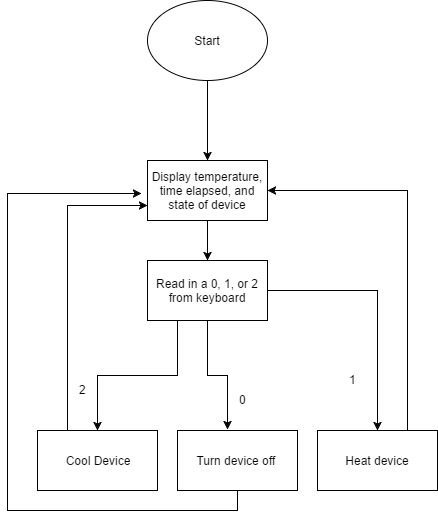 Start
Display temperature,
time elapsed, and
state of device
Read in a 0, 1, or 2
from keyboard
2
0
1
Cool Device
Turn device off
Heat device